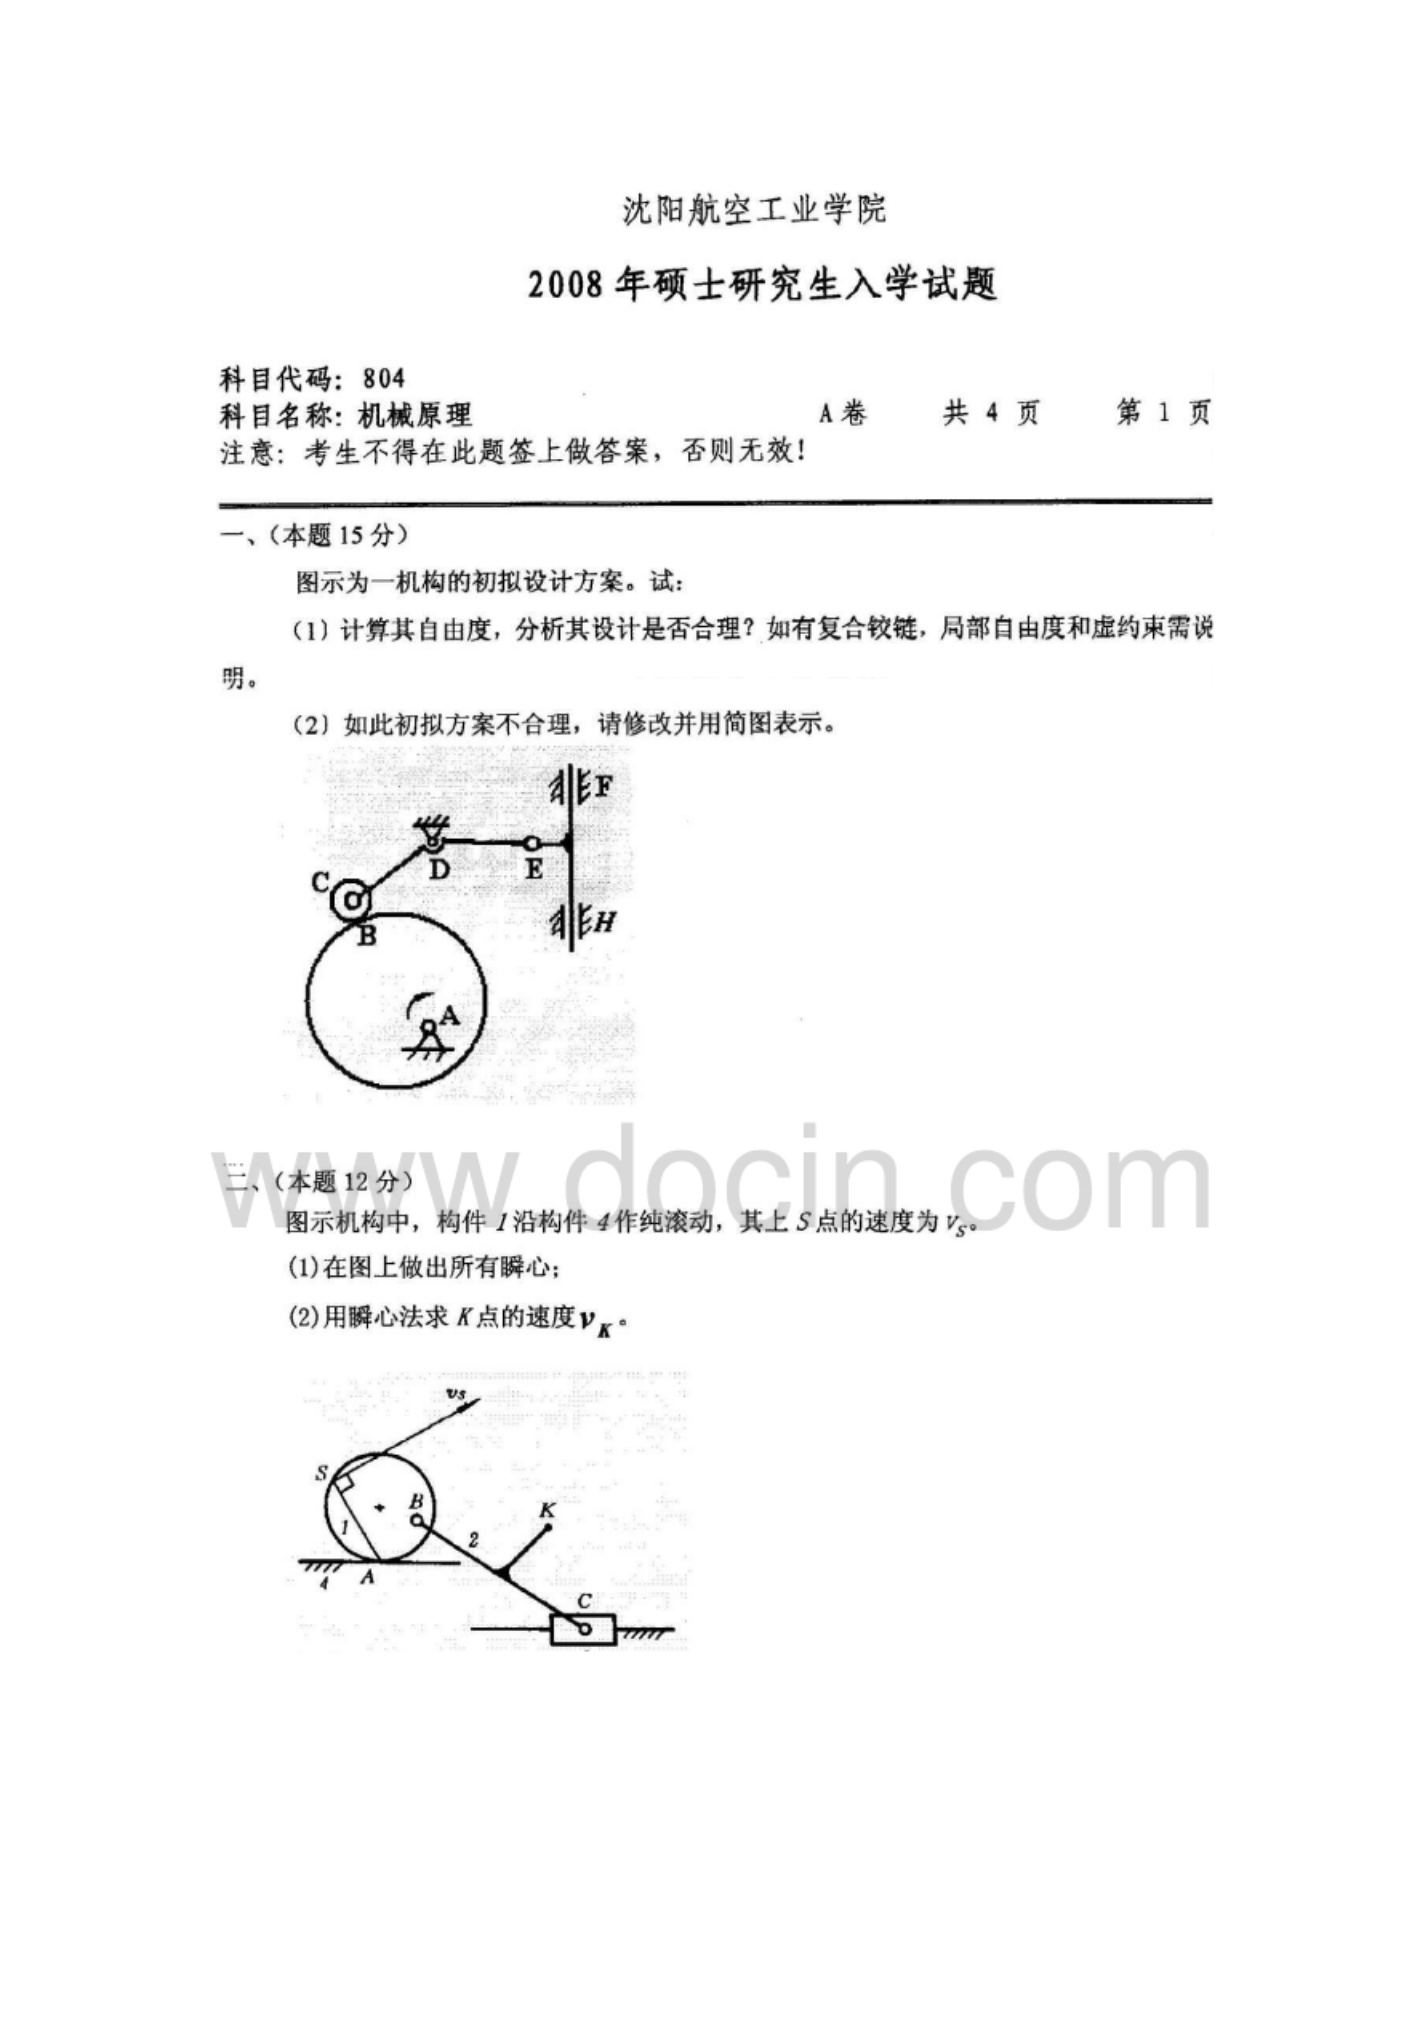 沈阳航空工业学院
2008 年硕士研究生入学试题
科目代码: 804
科目名称: 机械原理 A 卷 共 4 页 第 1 页
注意: 考生不得在此题签上做答案, 否则无效!
一、(本题 15 分)
图示为一机构的初拟设计方案。试:
(1) 计算其自由度, 分析其设计是否合理? 如有复合铰链, 局部自由度和虚约束需说
明。
(2) 如此初拟方案不合理, 请修改并用简图表示。
F
D
E
C
H
B
A
www.docin.com
二、(本题 12 分)
图示机构中, 构件 1 沿构件 4 作纯滚动, 其上 S 点的速度为 vS。
(1)在图上做出所有瞬心;
(2)用瞬心法求 K 点的速度 vK。
vS
S
B
K
1
2
4
A
C